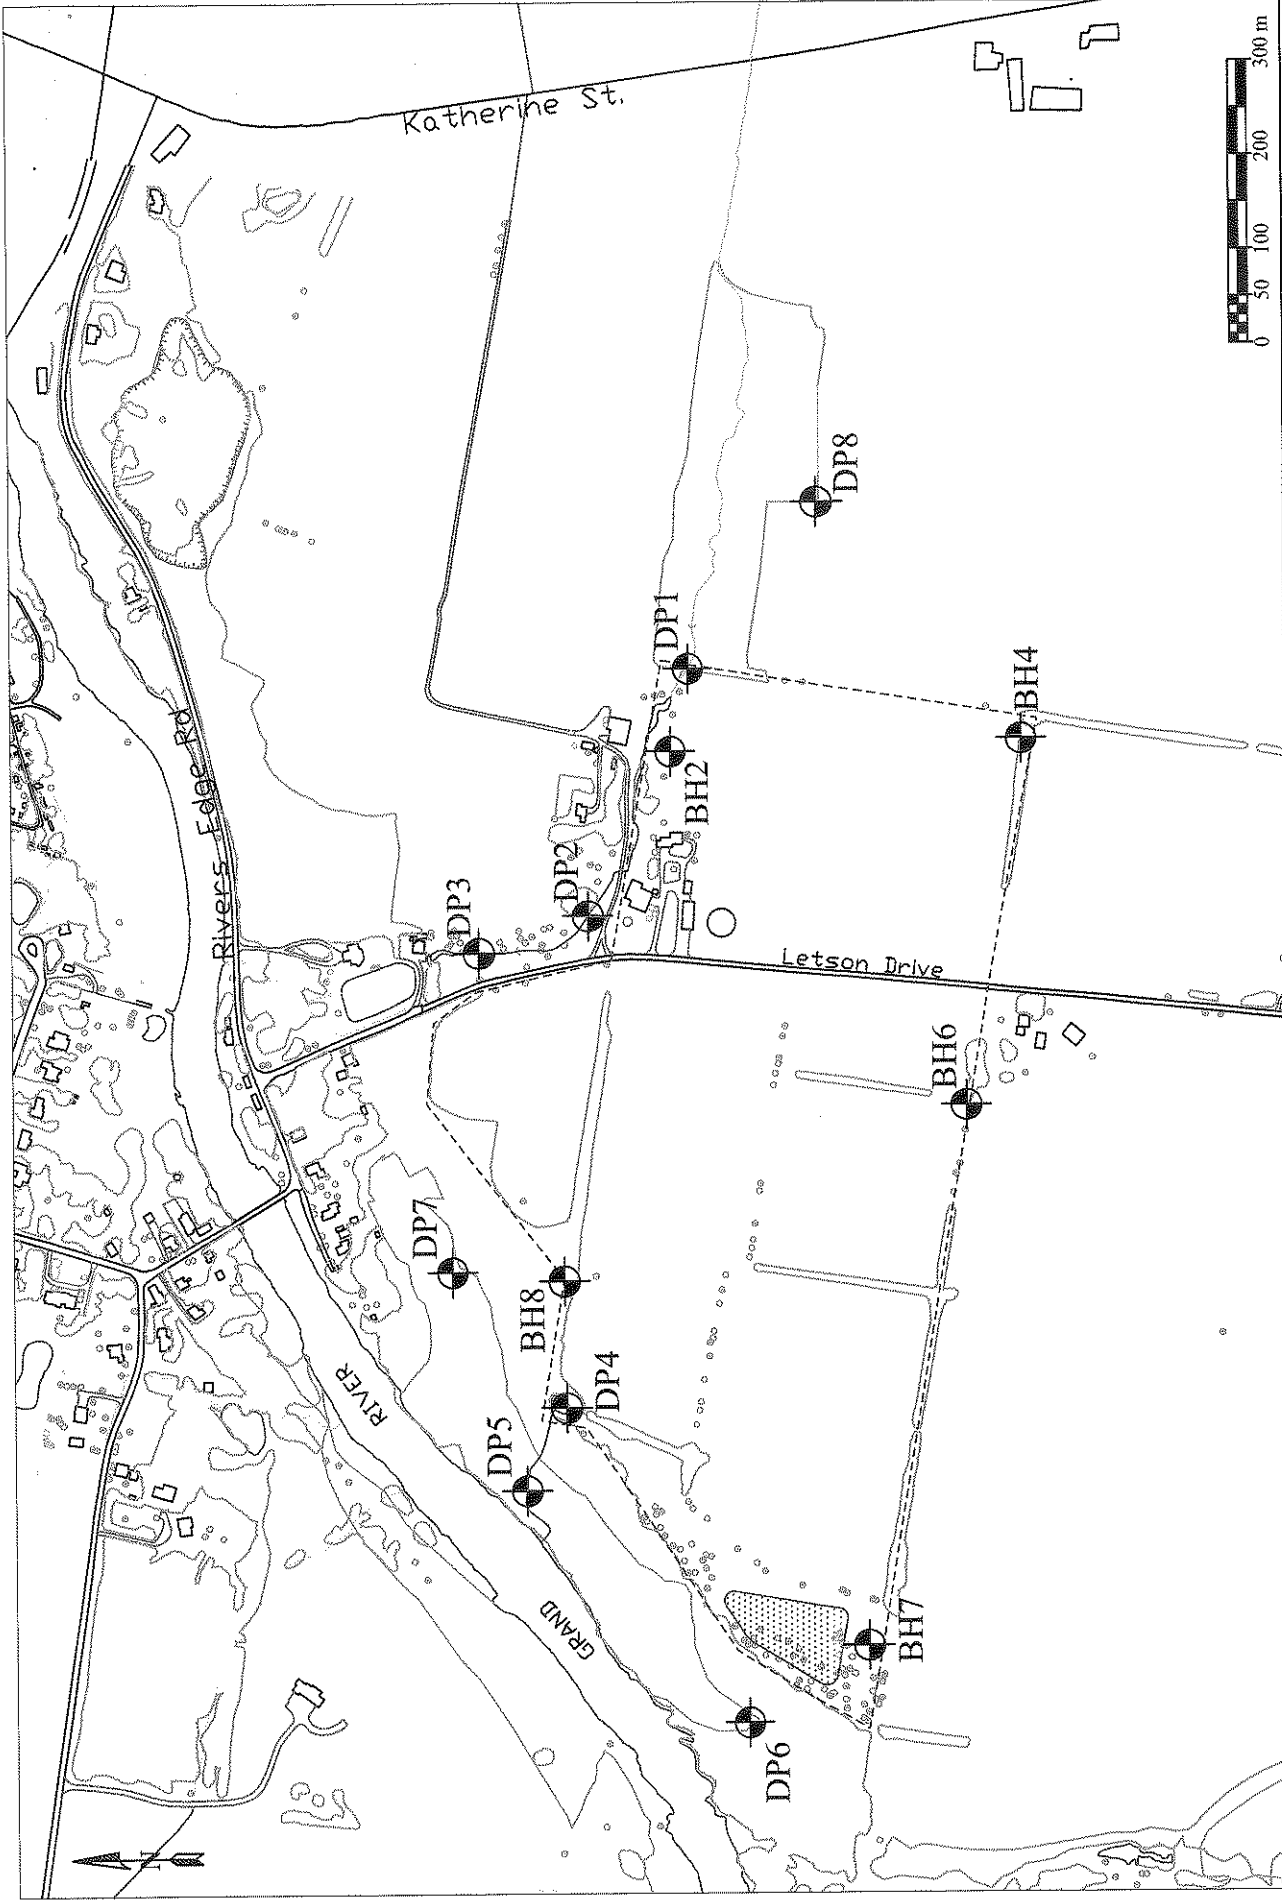 Katherine St.
Rivers Edge Rd
DP3
DP2
DP1
BH2
DP8
DP7
BH8
DP5
DP4
RIVER
GRAND
Letson Drive
BH6
BH4
DP6
BH7
0 50 100 200 300 m